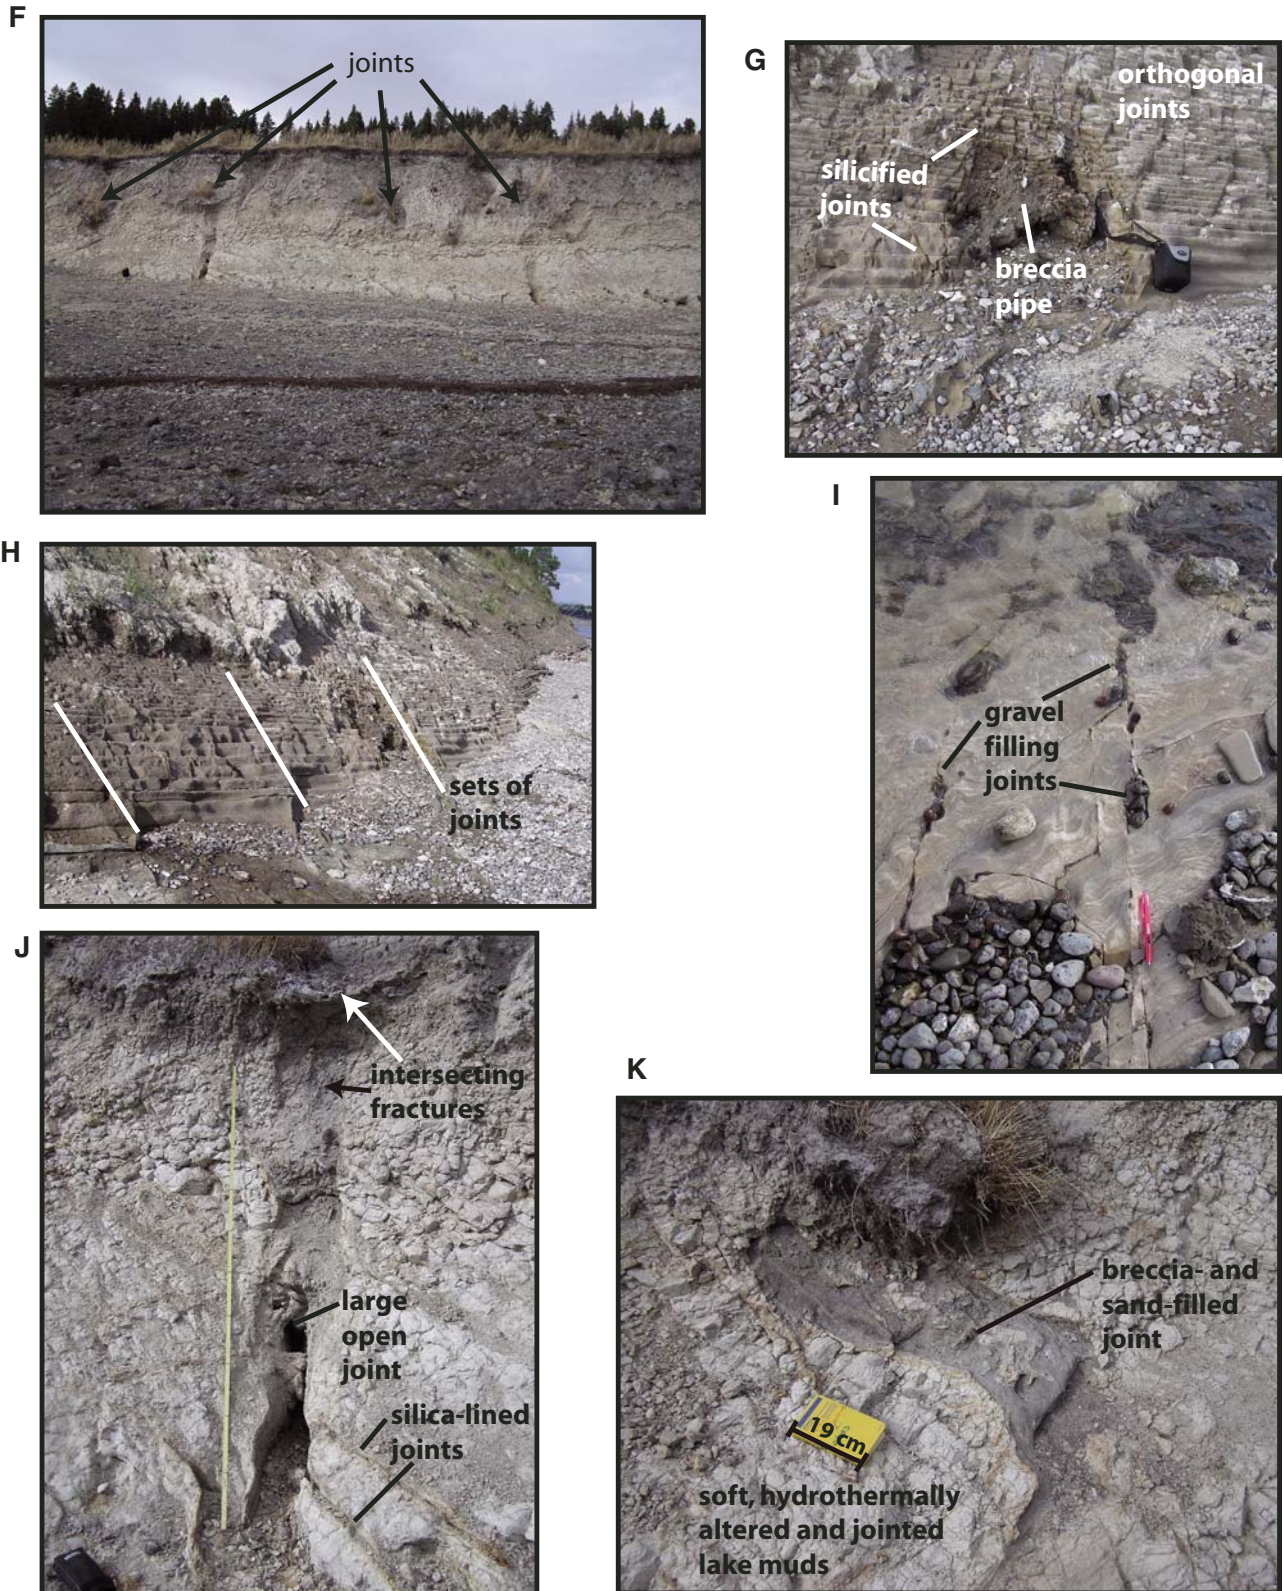 F
joints
G
orthogonal
joints
silicified
joints
breccia
pipe
H
sets of
joints
I
gravel
filling
joints
J
intersecting
fractures
large
open
joint
silica-lined
joints
K
breccia- and
sand-filled
joint
19 cm
soft, hydrothermally
altered and jointed
lake muds